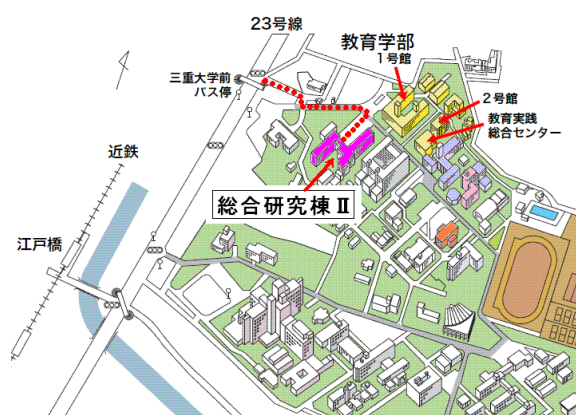 23号線
教育学部
1号館
三重大学前
バス停
2号館
教育実践
総合センター
近鉄
総合研究棟Ⅱ
江戸橋